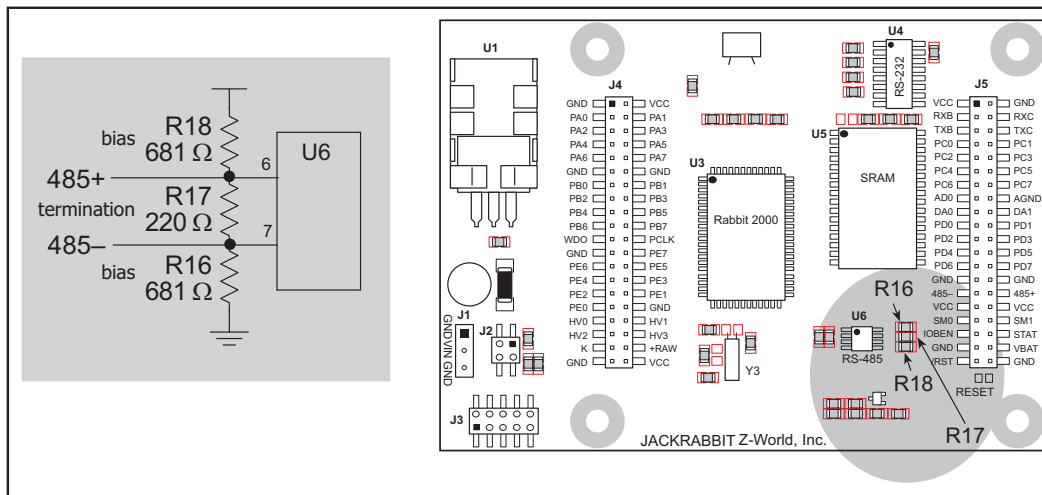 R18
bias
681 Ω
U6
6
485+
R17
termination
220 Ω
7
485–
R16
bias
681 Ω
U1
J4
GND VCC
PA0 PA1
PA2 PA3
PA4 PA5
PA6 PA7
GND GND
PB0 PB1
PB2 PB3
PB4 PB5
PB6 PB7
WDO PCLK
GND PE7
PE6 PE5
PE4 PE3
PE2 PE1
PE0 GND
HV0 HV1
HV2 HV3
K +RAW
GND VCC
J1
GND VIN GND
J2
J3
U3
Rabbit 2000
Y3
U4
RS-232
U5
SRAM
J5
VCC GND
RXB RXC
TXB TXC
PC0 PC1
PC2 PC3
PC4 PC5
PC6 PC7
AD0 AGND
DA0 DA1
PD0 PD1
PD2 PD3
PD4 PD5
PD6 PD7
GND GND
485– 485+
VCC VCC
SM0 SM1
IOBEN STAT
GND VBAT
/RST GND
R16
U6
RS-485
R18
RESET
R17
JACKRABBIT Z-World, Inc.